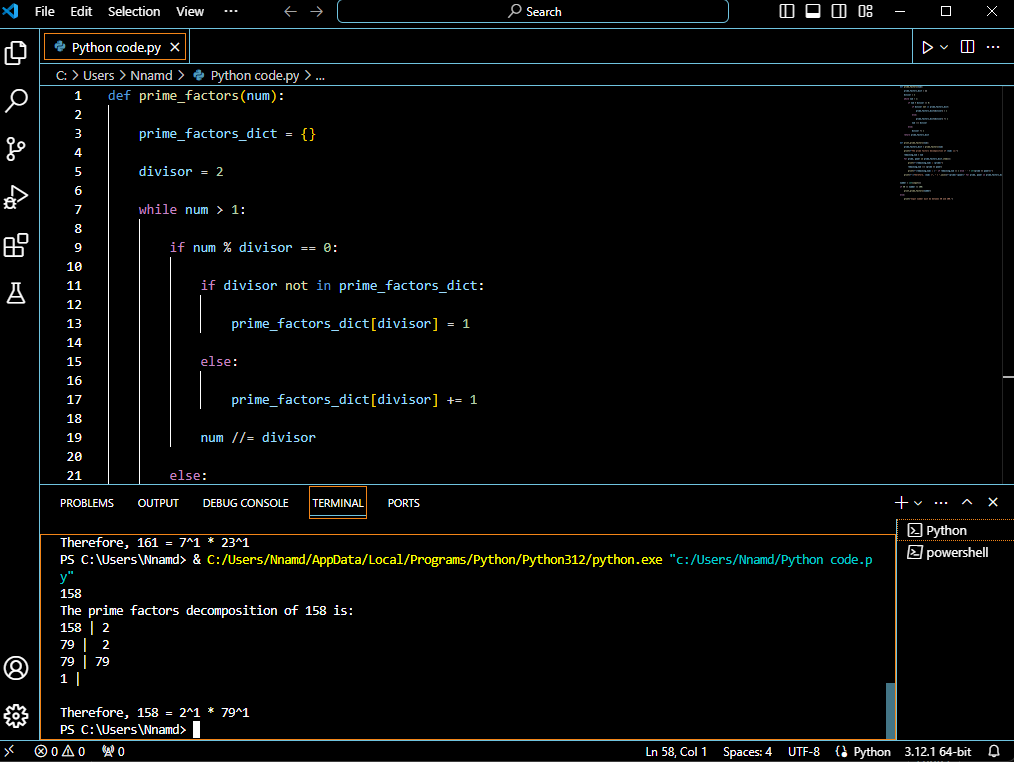 File Edit Selection View ··· Search
Python code.py
C: > Users > Nnamd > Python code.py > ...
1 def prime_factors(num):
2
3 prime_factors_dict = {}
4
5 divisor = 2
6
7 while num > 1:
8
9 if num % divisor == 0:
10
11 if divisor not in prime_factors_dict:
12
13 prime_factors_dict[divisor] = 1
14
15 else:
16
17 prime_factors_dict[divisor] += 1
18
19 num //= divisor
20
21 else:
PROBLEMS OUTPUT DEBUG CONSOLE TERMINAL PORTS
Therefore, 161 = 7^1 * 23^1
PS C:\Users\Nnamd> & C:/Users/Nnamd/AppData/Local/Programs/Python/Python312/python.exe "c:/Users/Nnamd/Python code.p
y"
158
The prime factors decomposition of 158 is:
158 | 2
79 | 2
79 | 79
1 |
Therefore, 158 = 2^1 * 79^1
PS C:\Users\Nnamd>
Python
powershell
0 0 0 Ln 58, Col 1 Spaces: 4 UTF-8 {} Python 3.12.1 64-bit